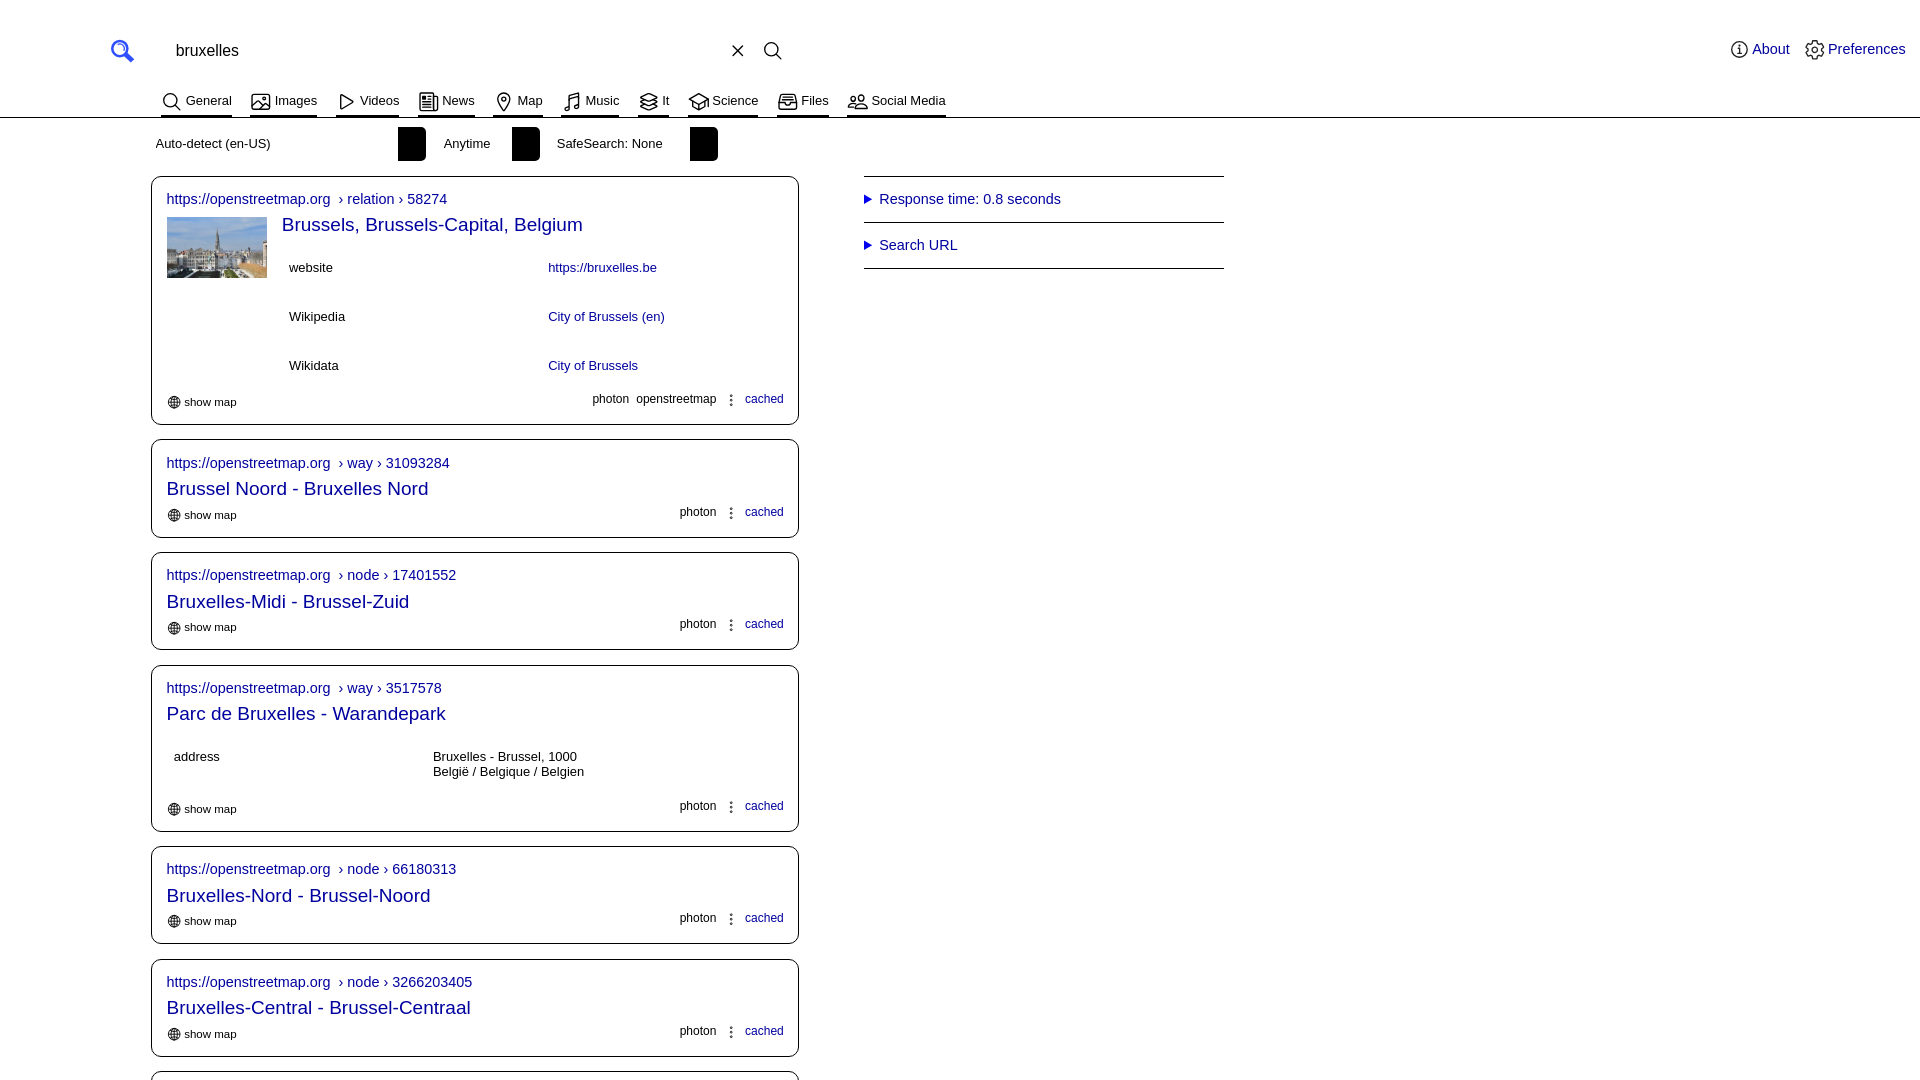 bruxelles
About
Preferences
General
Images
Videos
News
Map
Music
It
Science
Files
Social Media
Auto-detect (en-US)
Anytime
SafeSearch: None
https://openstreetmap.org › relation › 58274
Brussels, Brussels-Capital, Belgium
website
https://bruxelles.be
Wikipedia
City of Brussels (en)
Wikidata
City of Brussels
show map
photon openstreetmap
cached
https://openstreetmap.org › way › 31093284
Brussel Noord - Bruxelles Nord
show map
photon
cached
https://openstreetmap.org › node › 17401552
Bruxelles-Midi - Brussel-Zuid
show map
photon
cached
https://openstreetmap.org › way › 3517578
Parc de Bruxelles - Warandepark
address
Bruxelles - Brussel, 1000
België / Belgique / Belgien
show map
photon
cached
https://openstreetmap.org › node › 66180313
Bruxelles-Nord - Brussel-Noord
show map
photon
cached
https://openstreetmap.org › node › 3266203405
Bruxelles-Central - Brussel-Centraal
show map
photon
cached
Response time: 0.8 seconds
Search URL